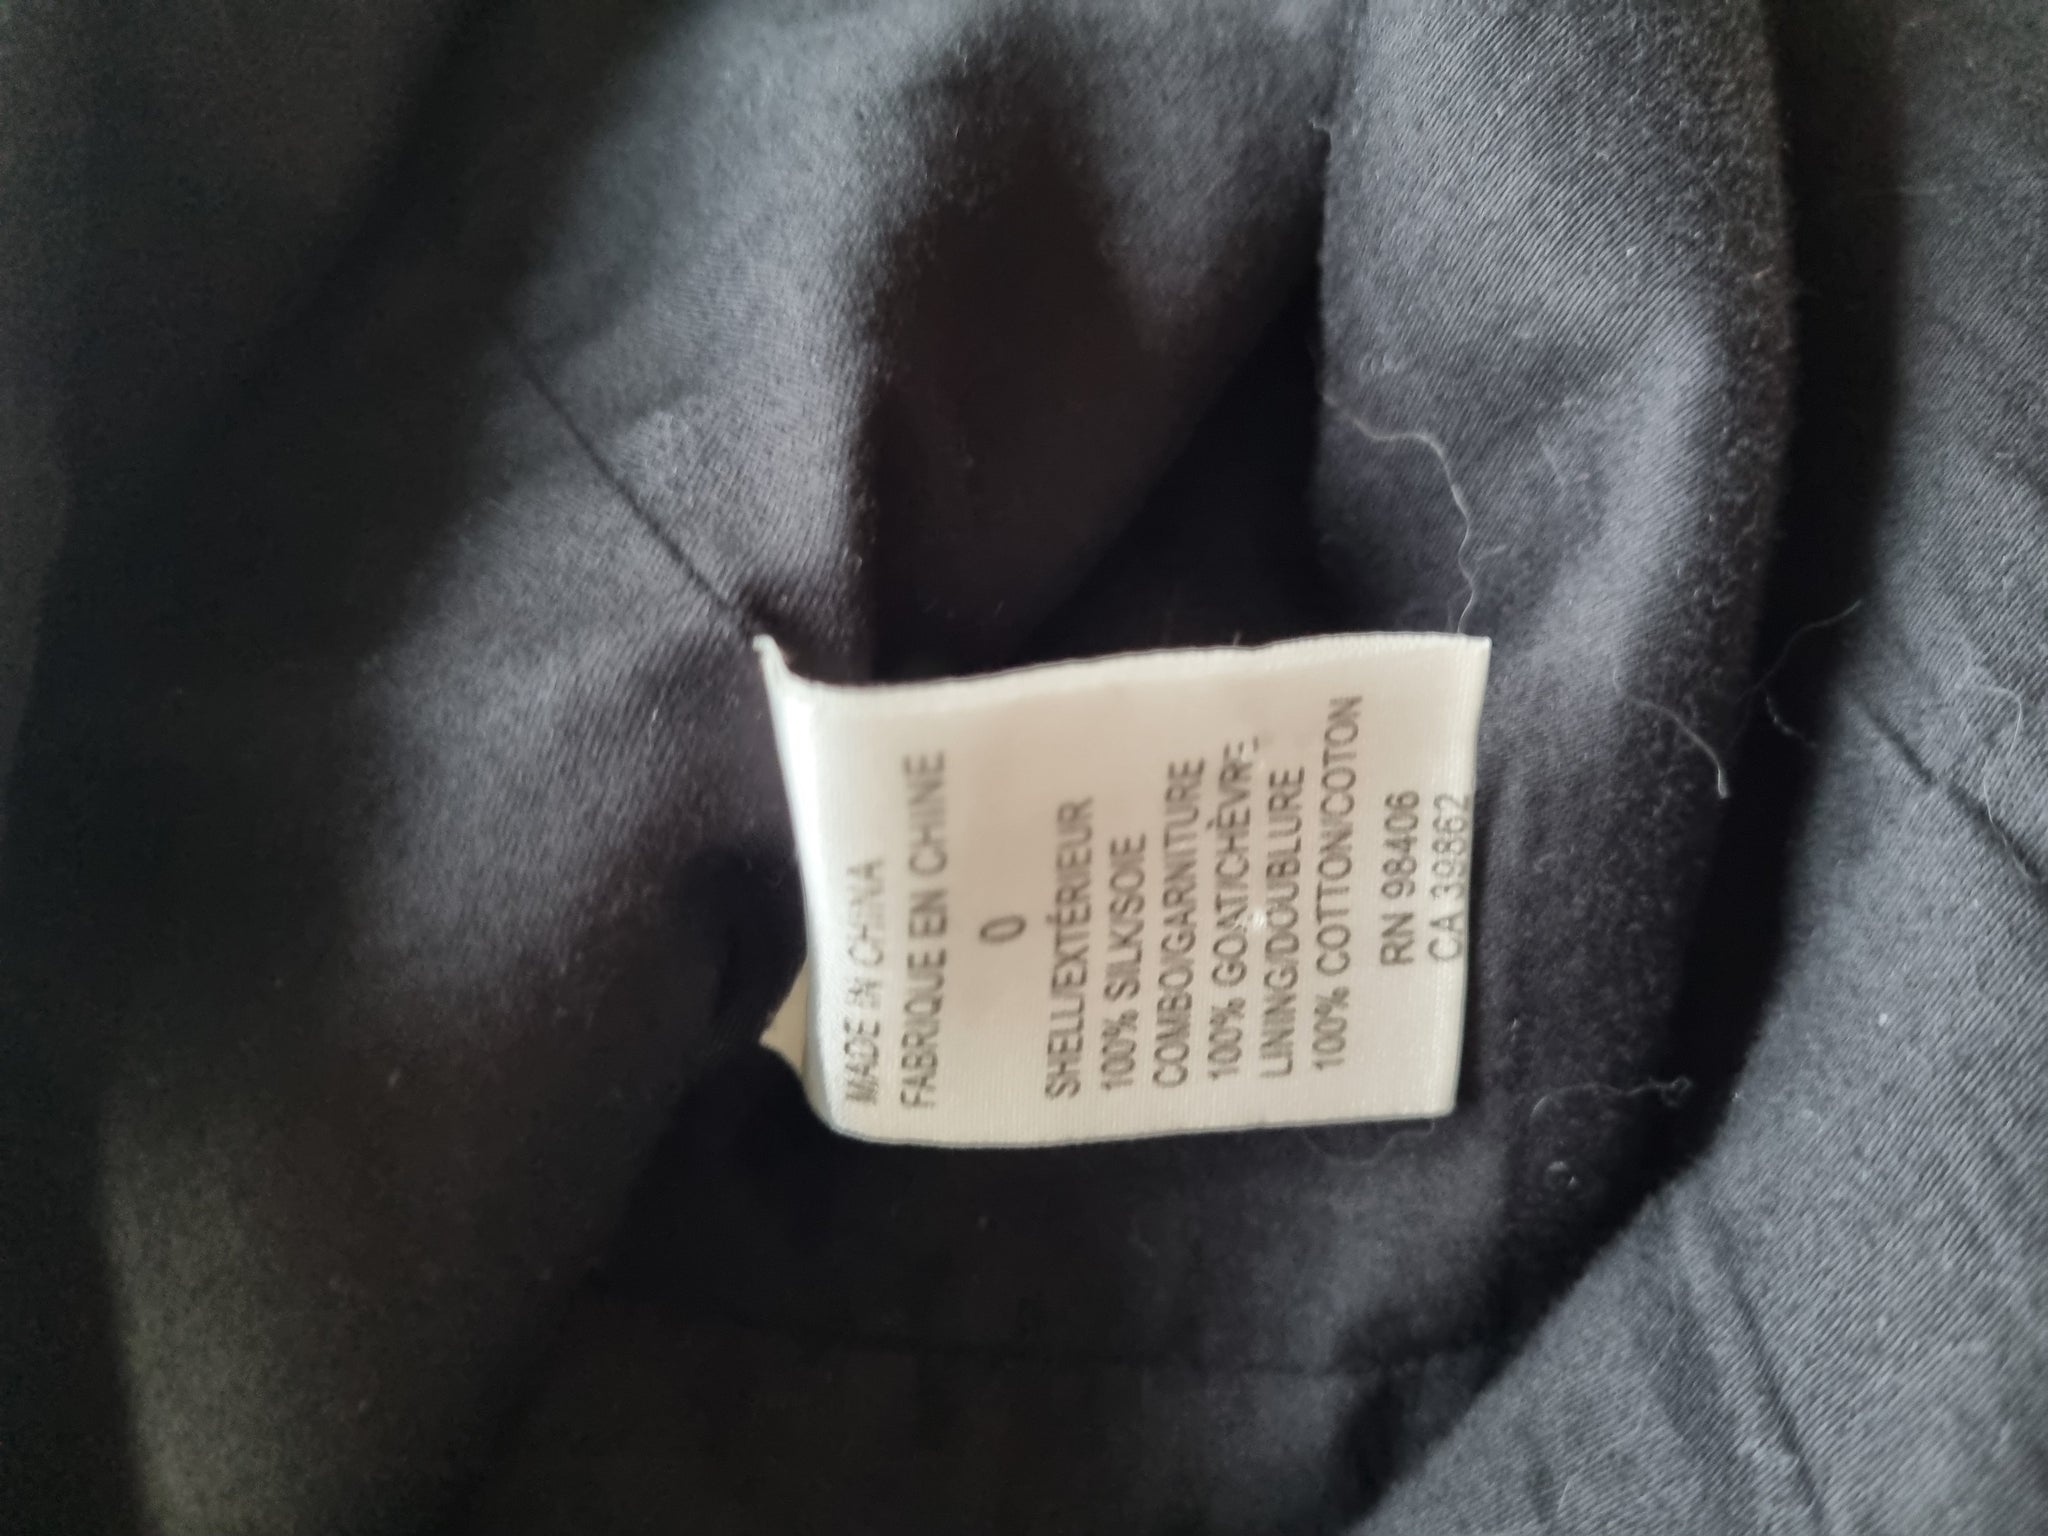 MADE IN CHINA
FABRIQUE EN CHINE
0
SHELL/EXTÉRIEUR
100% SILK/SOIE
COMBO/GARNITURE
100% GOAT/CHÈVRE
LINING/DOUBLURE
100% COTTON/COTON
RN 98406
CA 39862